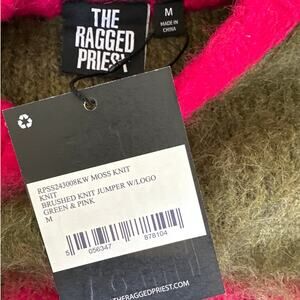 THE
RAGGED
PRIEST
M
MADE IN
CHINA
RPSS243008KW MOSS KNIT
KNIT
BRUSHED KNIT JUMPER W/LOGO
GREEN & PINK
M
5 056347 878104
THERAGGEDPRIEST.COM